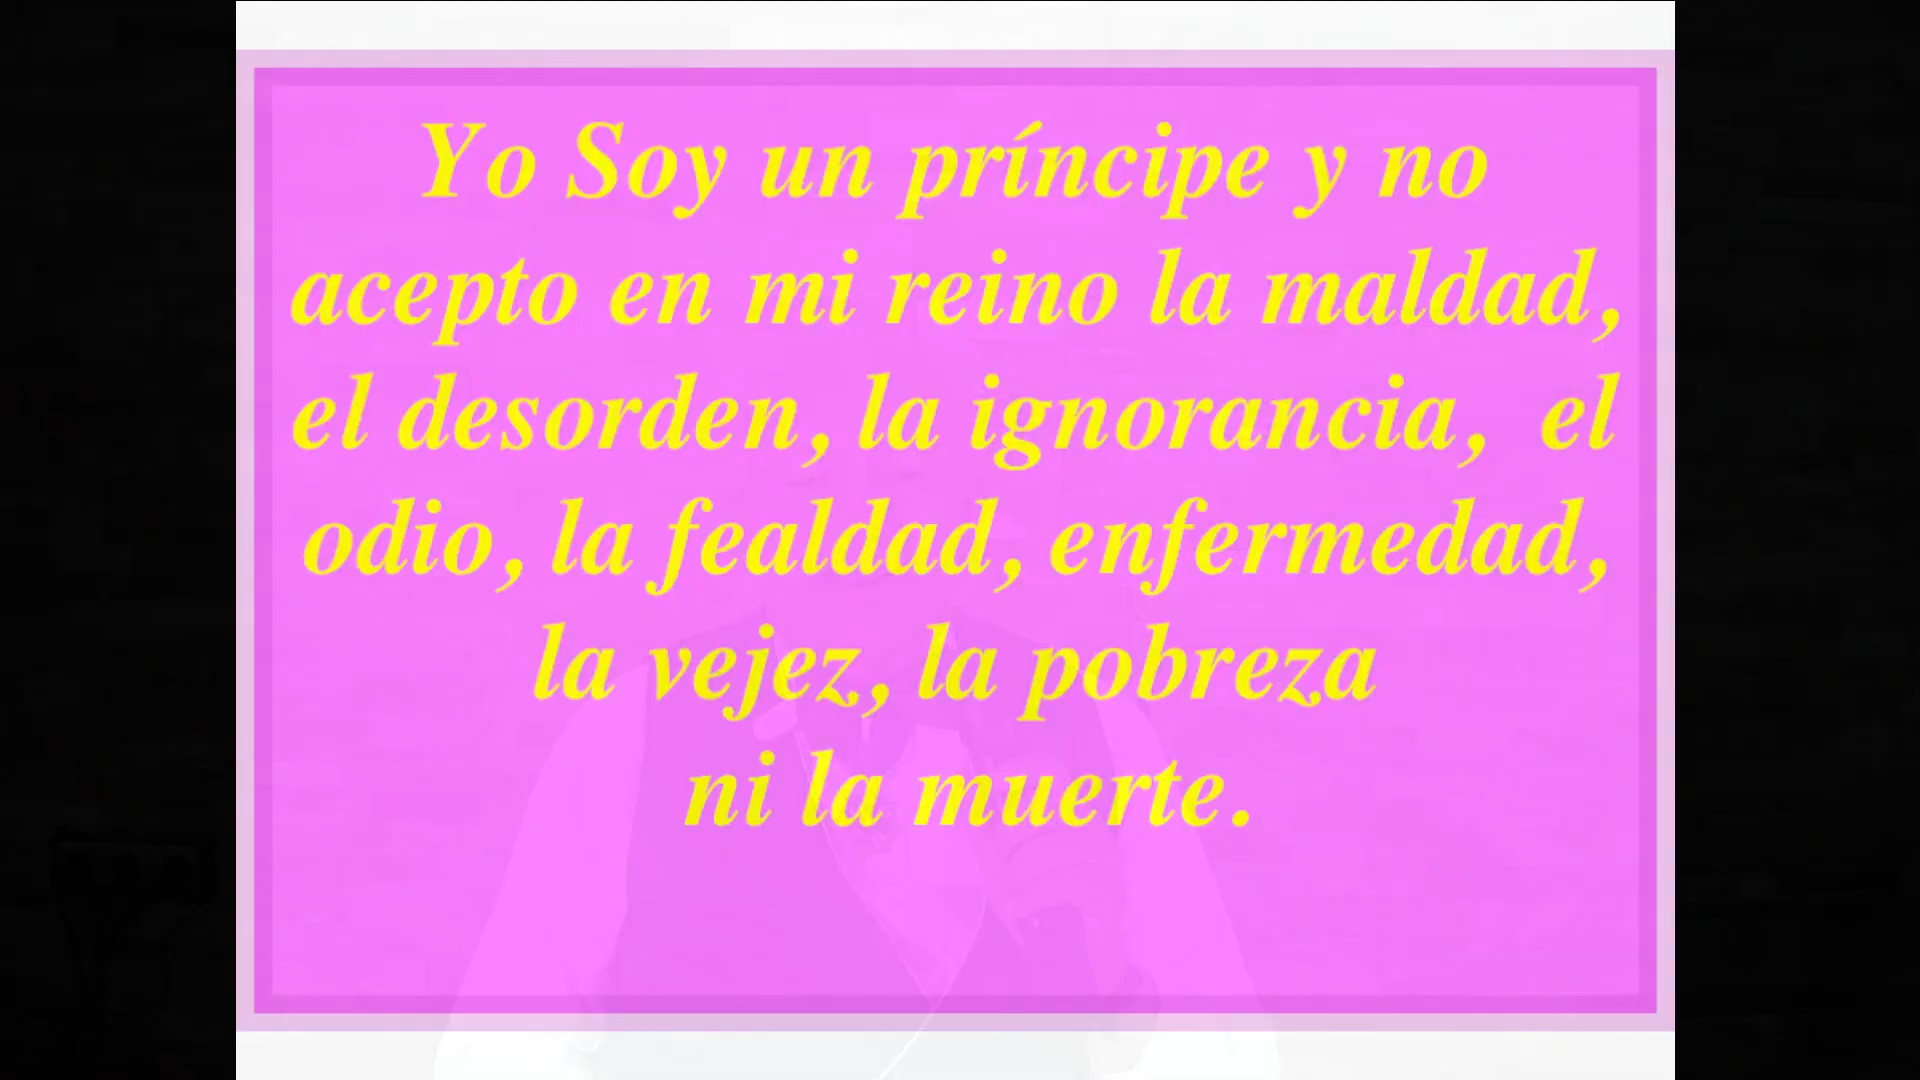 Yo Soy un príncipe y no
acepto en mi reino la maldad,
el desorden, la ignorancia, el
odio, la fealdad, enfermedad,
la vejez, la pobreza
ni la muerte.